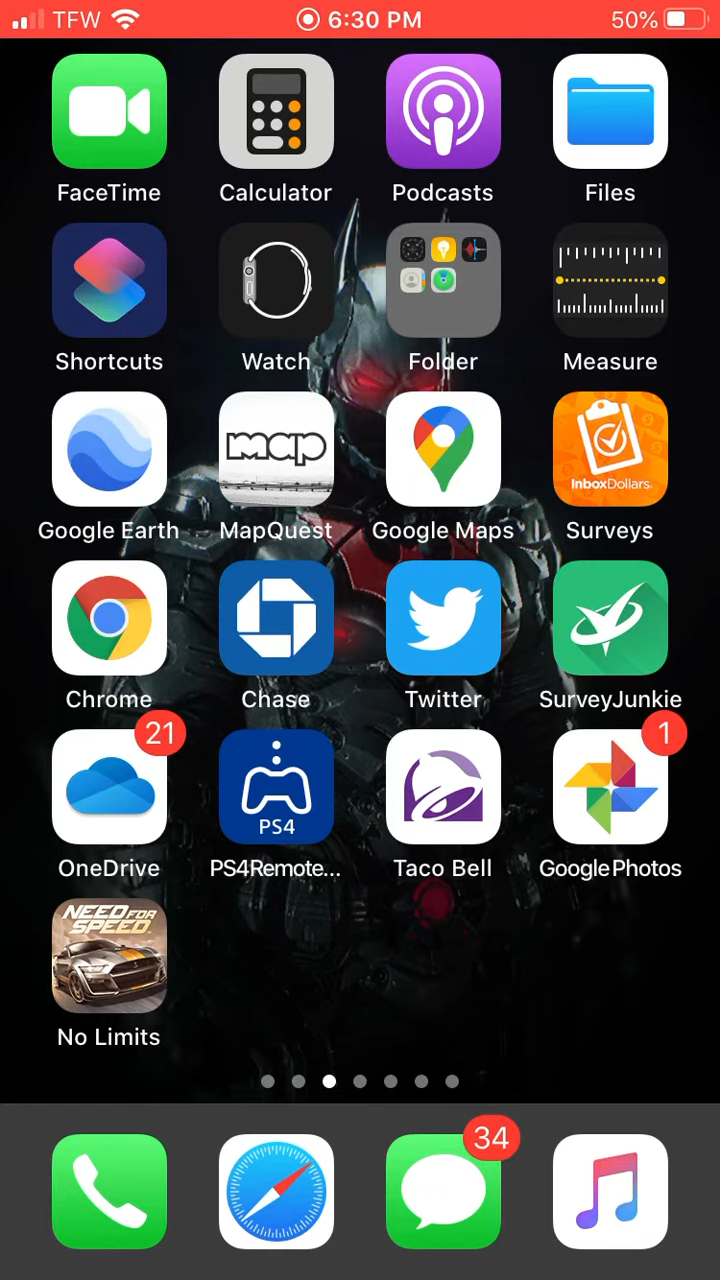 TFW 6:30 PM 50%
FaceTime Calculator Podcasts Files
Shortcuts Watch Folder Measure
map
InboxDollars
Google Earth MapQuest Google Maps Surveys
Chrome Chase Twitter SurveyJunkie
21 1
PS4
OneDrive PS4Remote... Taco Bell GooglePhotos
NEED FOR
SPEED
No Limits
34